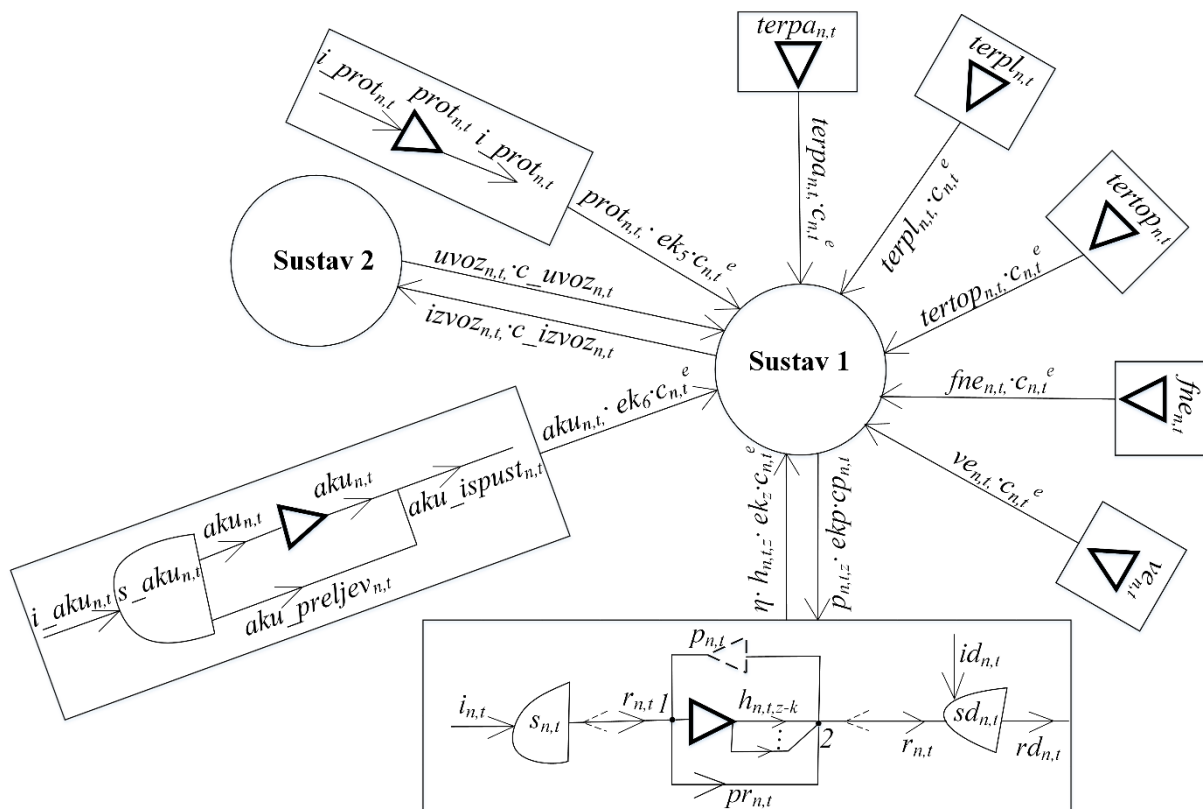 terpa_{n,t}
terpa_{n,t,}·c_{n,t}^e
terpl_{n,t}
terpl_{n,t,}·c_{n,t}^e
tertop_{n,t}
tertop_{n,t,}·c_{n,t}^e
i_prot_{n,t}
prot_{n,t}
i_prot_{n,t}
prot_{n,t,}· ek_5·c_{n,t}^e
Sustav 2
uvoz_{n,t,}·c_uvoz_{n,t}
izvoz_{n,t,}·c_izvoz_{n,t}
Sustav 1
fne_{n,t,}·c_{n,t}^e
fne_{n,t}
ve_{n,t,}·c_{n,t}^e
ve_{n,t}
aku_{n,t,}· ek_6·c_{n,t}^e
i_aku_{n,t}
s_aku_{n,t}
aku_{n,t}
aku_{n,t}
aku_ispust_{n,t}
aku_preljev_{n,t}
η· h_{n,t,z}· ek_z·c_{n,t}^e
p_{n,t,z}·ekp·cp_{n,t}
i_{n,t}
s_{n,t}
r_{n,t}
1
p_{n,t}
h_{n,t,z-k}
2
pr_{n,t}
r_{n,t}
id_{n,t}
sd_{n,t}
rd_{n,t}